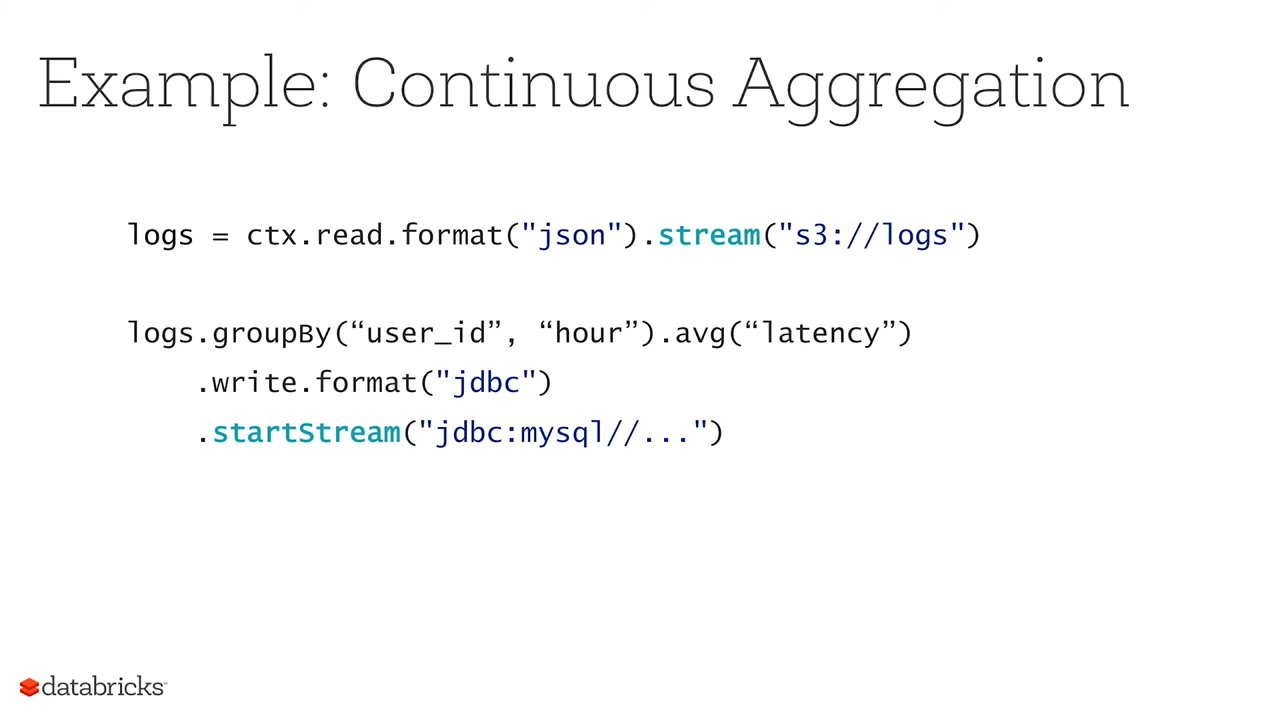 Example: Continuous Aggregation
logs = ctx.read.format("json").stream("s3://logs")
logs.groupBy(“user_id”, “hour”).avg(“latency”)
.write.format("jdbc")
.startStream("jdbc:mysql//...")
databricks™